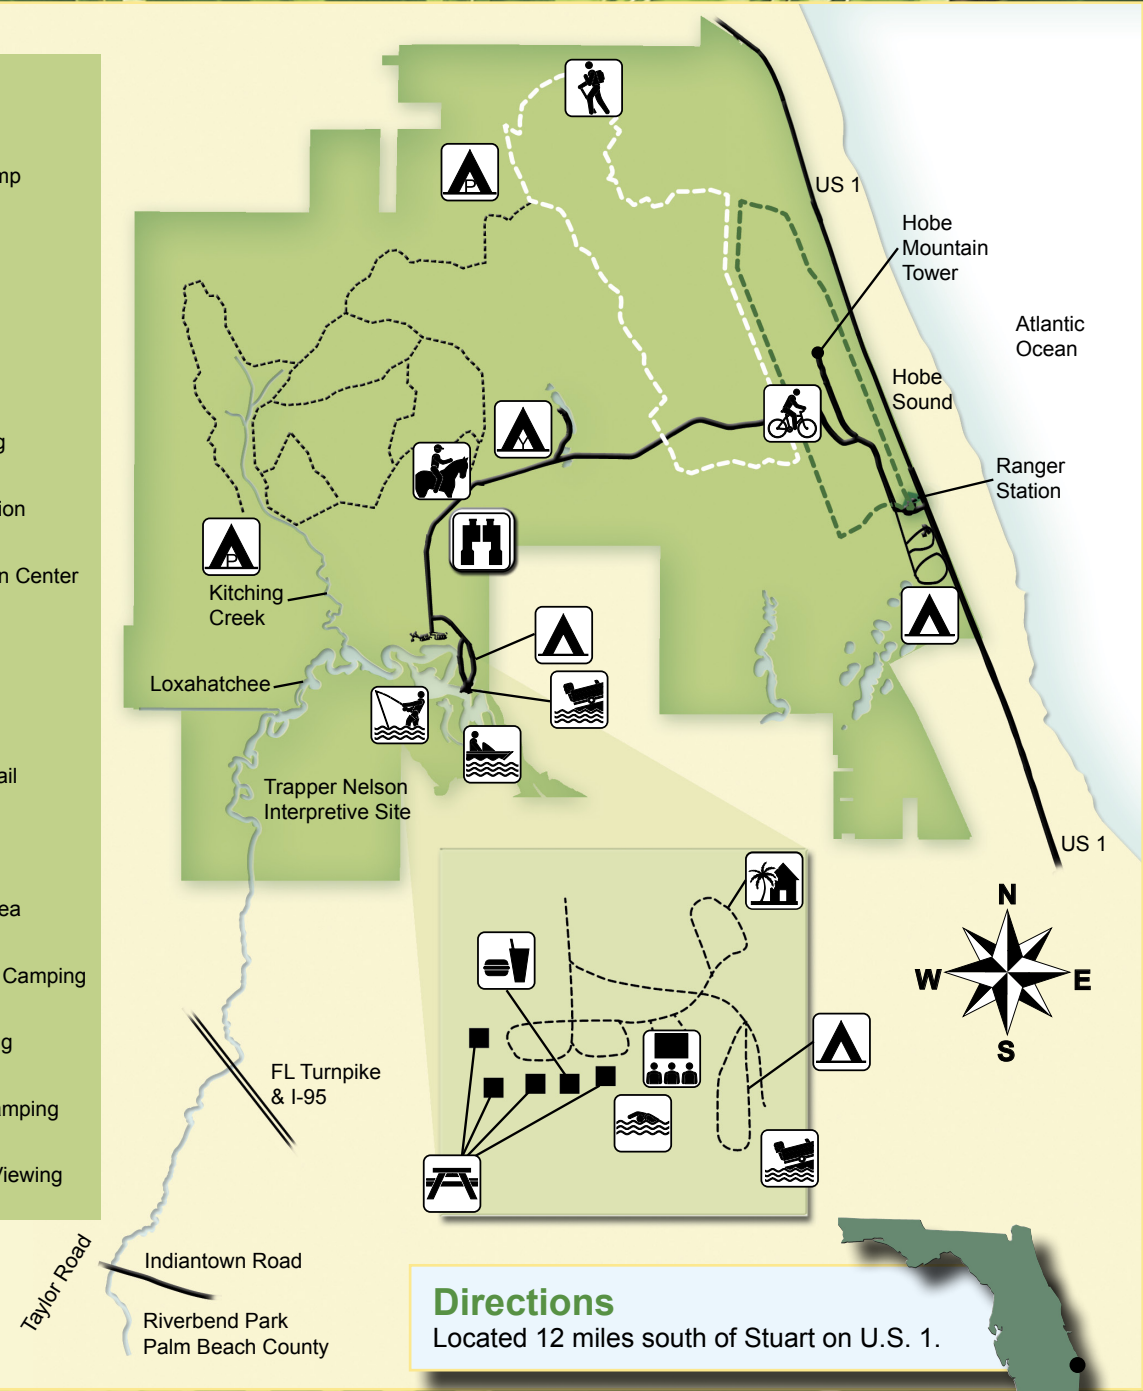 mp
g
ion
n Center
ail
ea
Camping
g
amping
Viewing
US 1
Hobe
Mountain
Tower
Atlantic
Ocean
Hobe
Sound
Ranger
Station
P
P
Kitching
Creek
Loxahatchee
Trapper Nelson
Interpretive Site
US 1
N
W
E
S
FL Turnpike
& I-95
Taylor Road
Indiantown Road
Riverbend Park
Palm Beach County
Directions
Located 12 miles south of Stuart on U.S. 1.